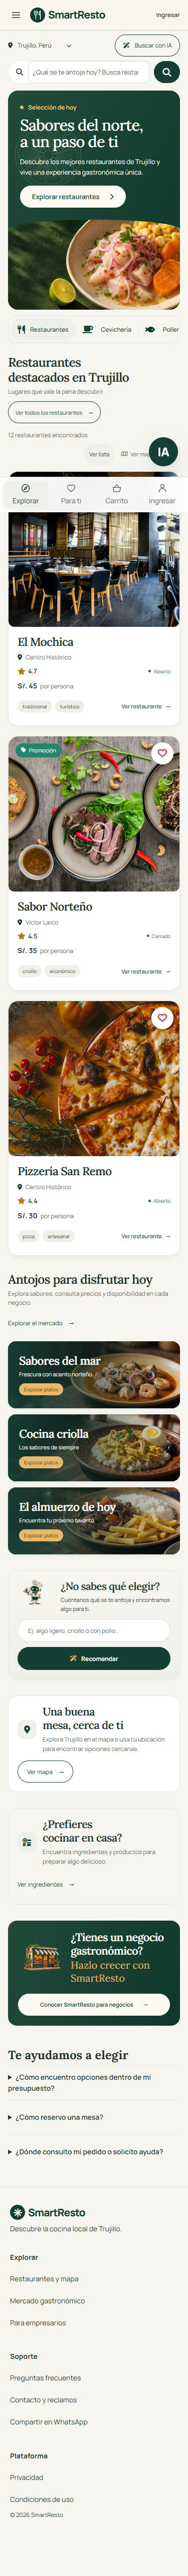 SmartResto
Ingresar
Trujillo, Perú
Buscar con IA
¿Qué se te antoja hoy? Busca restau
Selección de hoy
Sabores del norte,
a un paso de ti
Descubre los mejores restaurantes de Trujillo y
vive una experiencia gastronómica única.
Explorar restaurantes
Restaurantes
Cevichería
Poller
Restaurantes
destacados en Trujillo
Lugares que vale la pena descubrir
Ver todos los restaurantes →
12 restaurantes encontrados
Ver lista
Ver ma
IA
Explorar
Para ti
Carrito
Ingresar
El Mochica
Centro Histórico
4.7
Abierto
S/. 45 por persona
tradicional
turístico
Ver restaurante →
Promoción
Sabor Norteño
Víctor Larco
4.5
Cerrado
S/. 35 por persona
criollo
económico
Ver restaurante →
Pizzería San Remo
Centro Histórico
4.4
Abierto
S/. 30 por persona
pizza
artesanal
Ver restaurante →
Antojos para disfrutar hoy
Explora sabores: consulta precios y disponibilidad en cada
negocio.
Explorar el mercado →
Sabores del mar
Frescura con acento norteño
Explorar platos
Cocina criolla
Los sabores de siempre
Explorar platos
El almuerzo de hoy
Encuentra tu próximo favorito
Explorar platos
¿No sabes qué elegir?
Cuéntanos qué se te antoja y encontramos
algo para ti.
Ej. algo ligero, criollo o con pollo...
Recomendar
Una buena
mesa, cerca de ti
Explora Trujillo en el mapa o usa tu ubicación
para encontrar opciones cercanas.
Ver mapa →
¿Prefieres
cocinar en casa?
Encuentra ingredientes y productos para
preparar algo delicioso.
Ver ingredientes →
¿Tienes un negocio
gastronómico?
Hazlo crecer con
SmartResto
Conocer SmartResto para negocios →
Te ayudamos a elegir
¿Cómo encuentro opciones dentro de mi
presupuesto?
¿Cómo reservo una mesa?
¿Dónde consulto mi pedido o solicito ayuda?
SmartResto
Descubre la cocina local de Trujillo.
Explorar
Restaurantes y mapa
Mercado gastronómico
Para empresarios
Soporte
Preguntas frecuentes
Contacto y reclamos
Compartir en WhatsApp
Plataforma
Privacidad
Condiciones de uso
© 2026 SmartResto